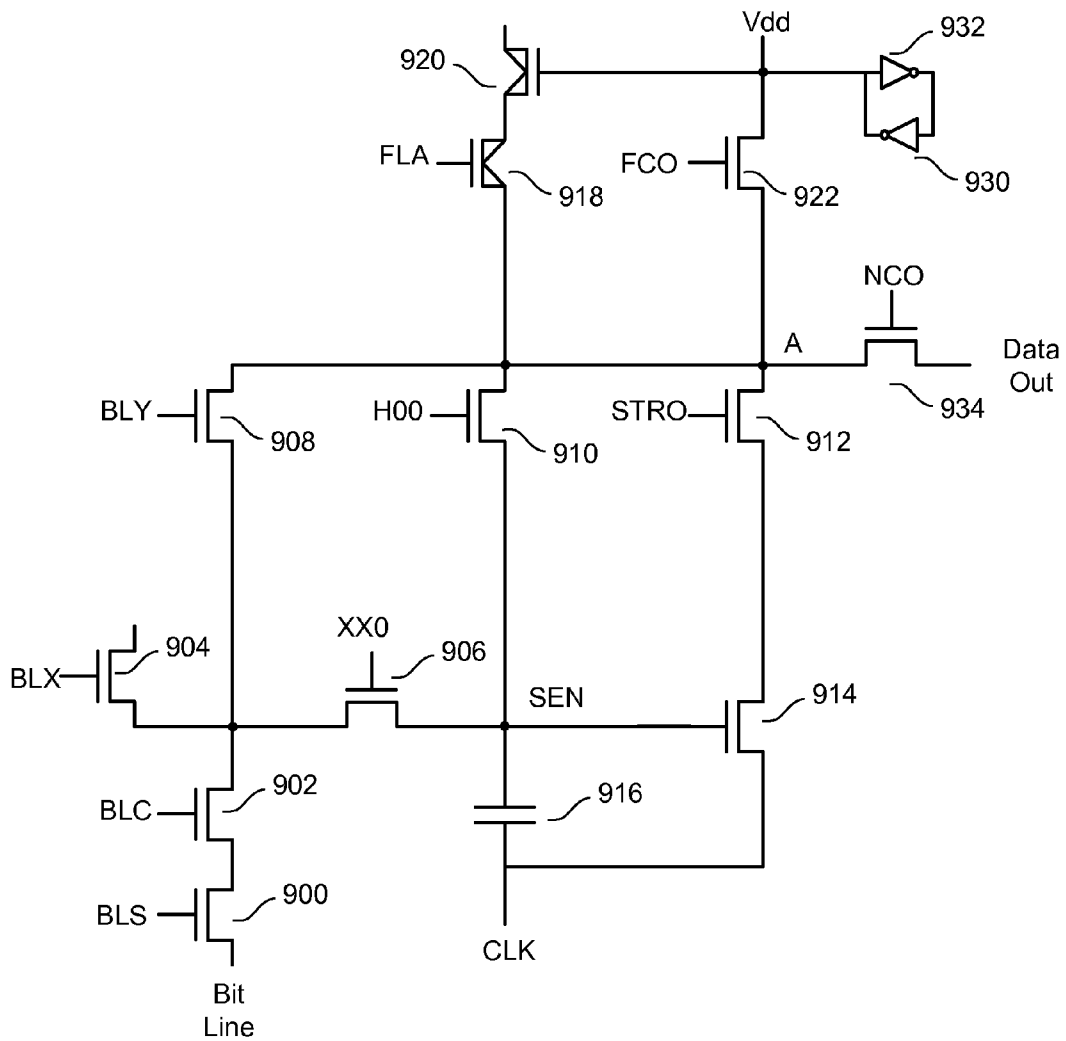 Vdd
932
920
FLA
918
FCO
922
930
NCO
A
Data
Out
934
BLY
908
H00
910
STRO
912
XX0
906
904
BLX
SEN
914
902
BLC
916
900
BLS
CLK
Bit
Line